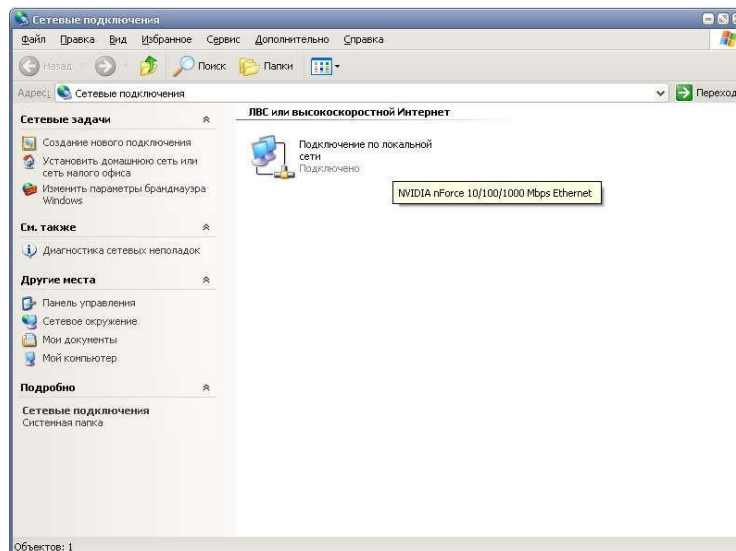 Сетевые подключения
Файл Правка Вид Избранное Сервис Дополнительно Справка
Назад Поиск Папки
Адрес: Сетевые подключения Переход
Сетевые задачи
Создание нового подключения
Установить домашнюю сеть или
сеть малого офиса
Изменить параметры брандмауэра
Windows
См. также
Диагностика сетевых неполадок
Другие места
Панель управления
Сетевое окружение
Мои документы
Мой компьютер
Подробно
Сетевые подключения
Системная папка
ЛВС или высокоскоростной Интернет
Подключение по локальной
сети
Подключено
NVIDIA nForce 10/100/1000 Mbps Ethernet
Объектов: 1